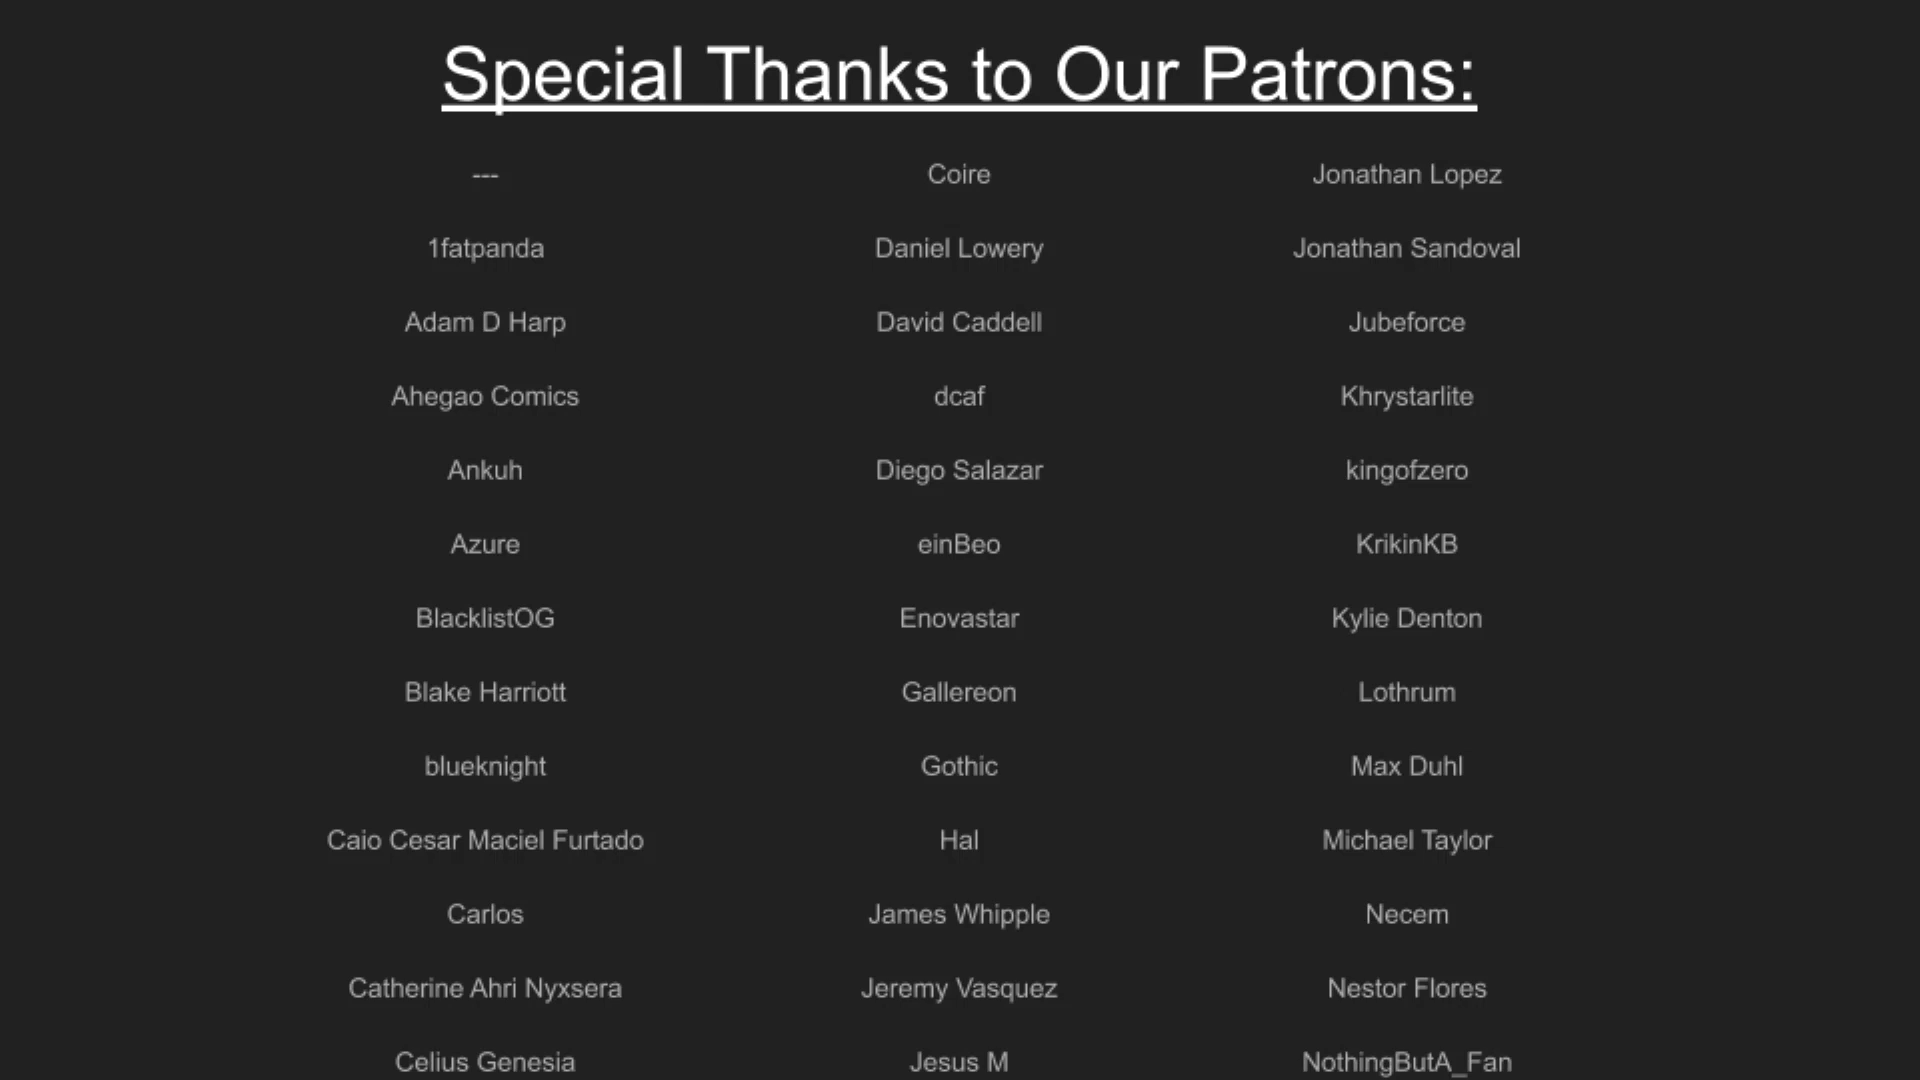 Special Thanks to Our Patrons:
--- Coire Jonathan Lopez
1fatpanda Daniel Lowery Jonathan Sandoval
Adam D Harp David Caddell Jubeforce
Ahegao Comics dcaf Khrystarlite
Ankuh Diego Salazar kingofzero
Azure einBeo KrikinKB
BlacklistOG Enovastar Kylie Denton
Blake Harriott Gallereon Lothrum
blueknight Gothic Max Duhl
Caio Cesar Maciel Furtado Hal Michael Taylor
Carlos James Whipple Necem
Catherine Ahri Nyxsera Jeremy Vasquez Nestor Flores
Celius Genesia Jesus M NothingButA_Fan